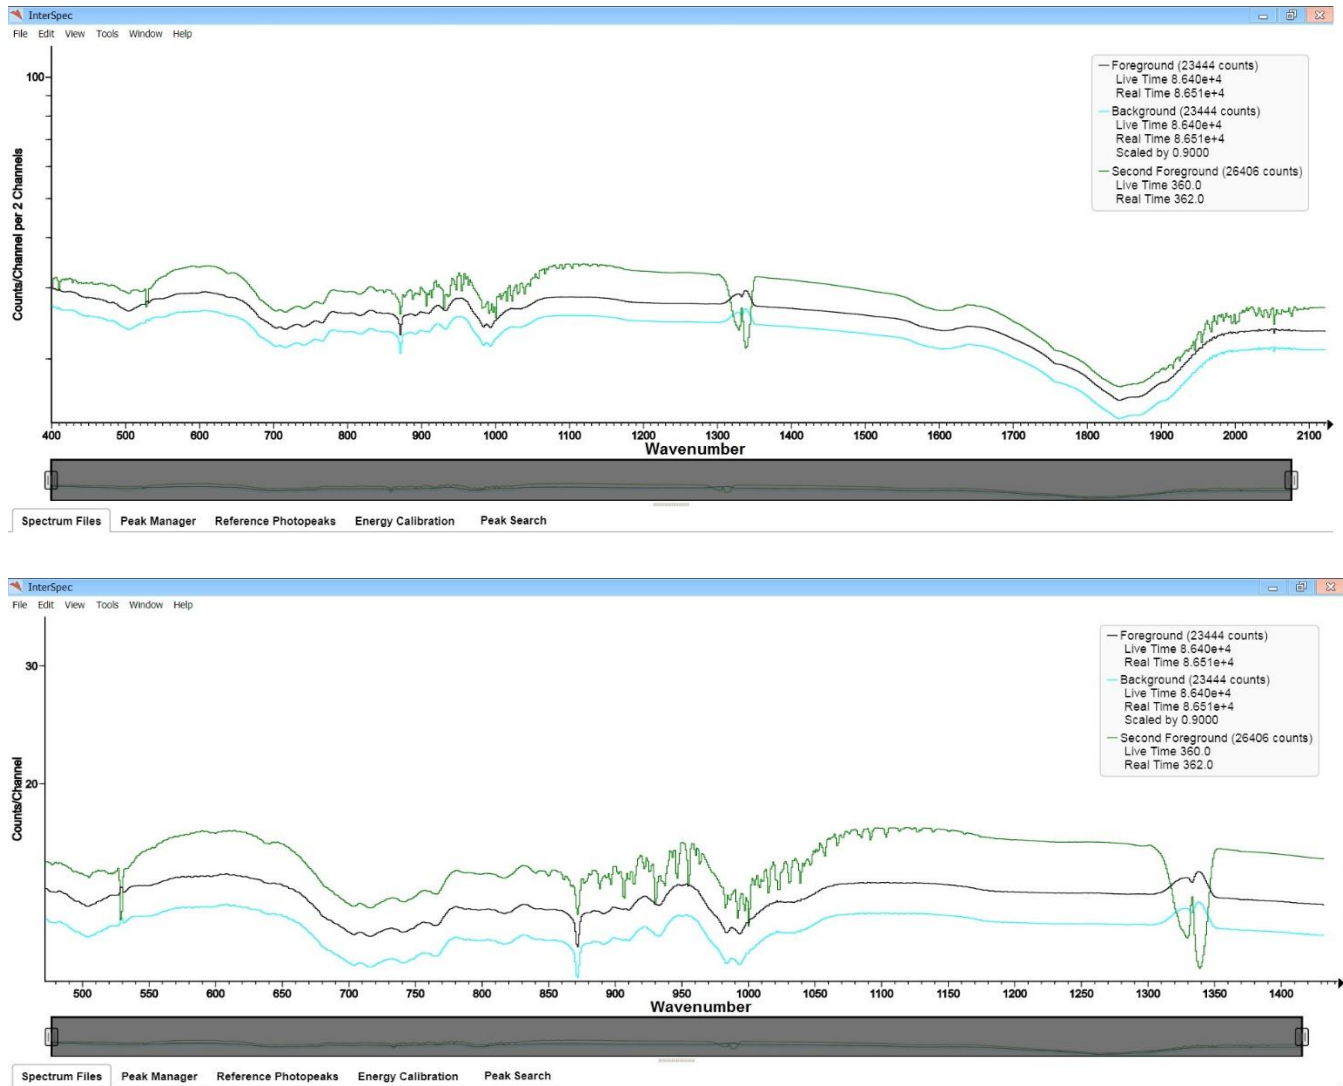 InterSpec
File Edit View Tools Window Help
100
Counts/Channel per 2 Channels
Foreground (23444 counts)
Live Time 8.640e+4
Real Time 8.651e+4
Background (23444 counts)
Live Time 8.640e+4
Real Time 8.651e+4
Scaled by 0.9000
Second Foreground (26406 counts)
Live Time 360.0
Real Time 362.0
400 500 600 700 800 900 1000 1100 1200 1300 1400 1500 1600 1700 1800 1900 2000 2100
Wavenumber
Spectrum Files Peak Manager Reference Photopeaks Energy Calibration Peak Search
InterSpec
File Edit View Tools Window Help
30
20
Counts/Channel
Foreground (23444 counts)
Live Time 8.640e+4
Real Time 8.651e+4
Background (23444 counts)
Live Time 8.640e+4
Real Time 8.651e+4
Scaled by 0.9000
Second Foreground (26406 counts)
Live Time 360.0
Real Time 362.0
500 550 600 650 700 750 800 850 900 950 1000 1050 1100 1150 1200 1250 1300 1350 1400
Wavenumber
Spectrum Files Peak Manager Reference Photopeaks Energy Calibration Peak Search